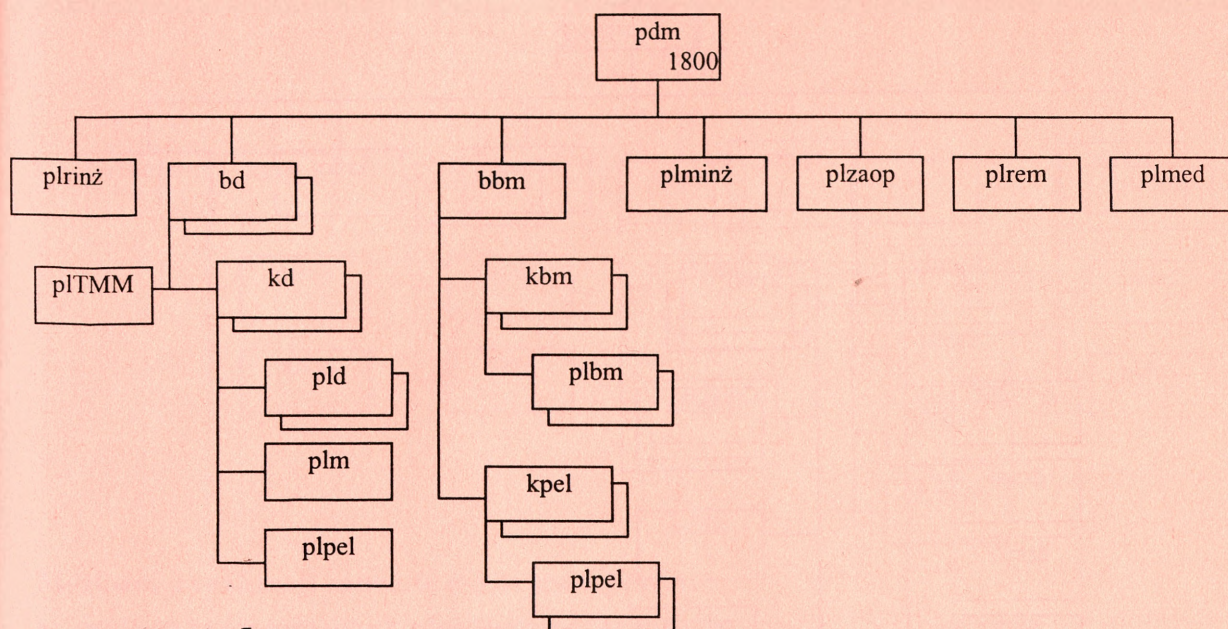 pdm
1800
plrinż
bd
bbm
plminż
plzaop
plrem
plmed
plTMM
kd
kbm
pld
plbm
plm
kpel
plpel
plpel